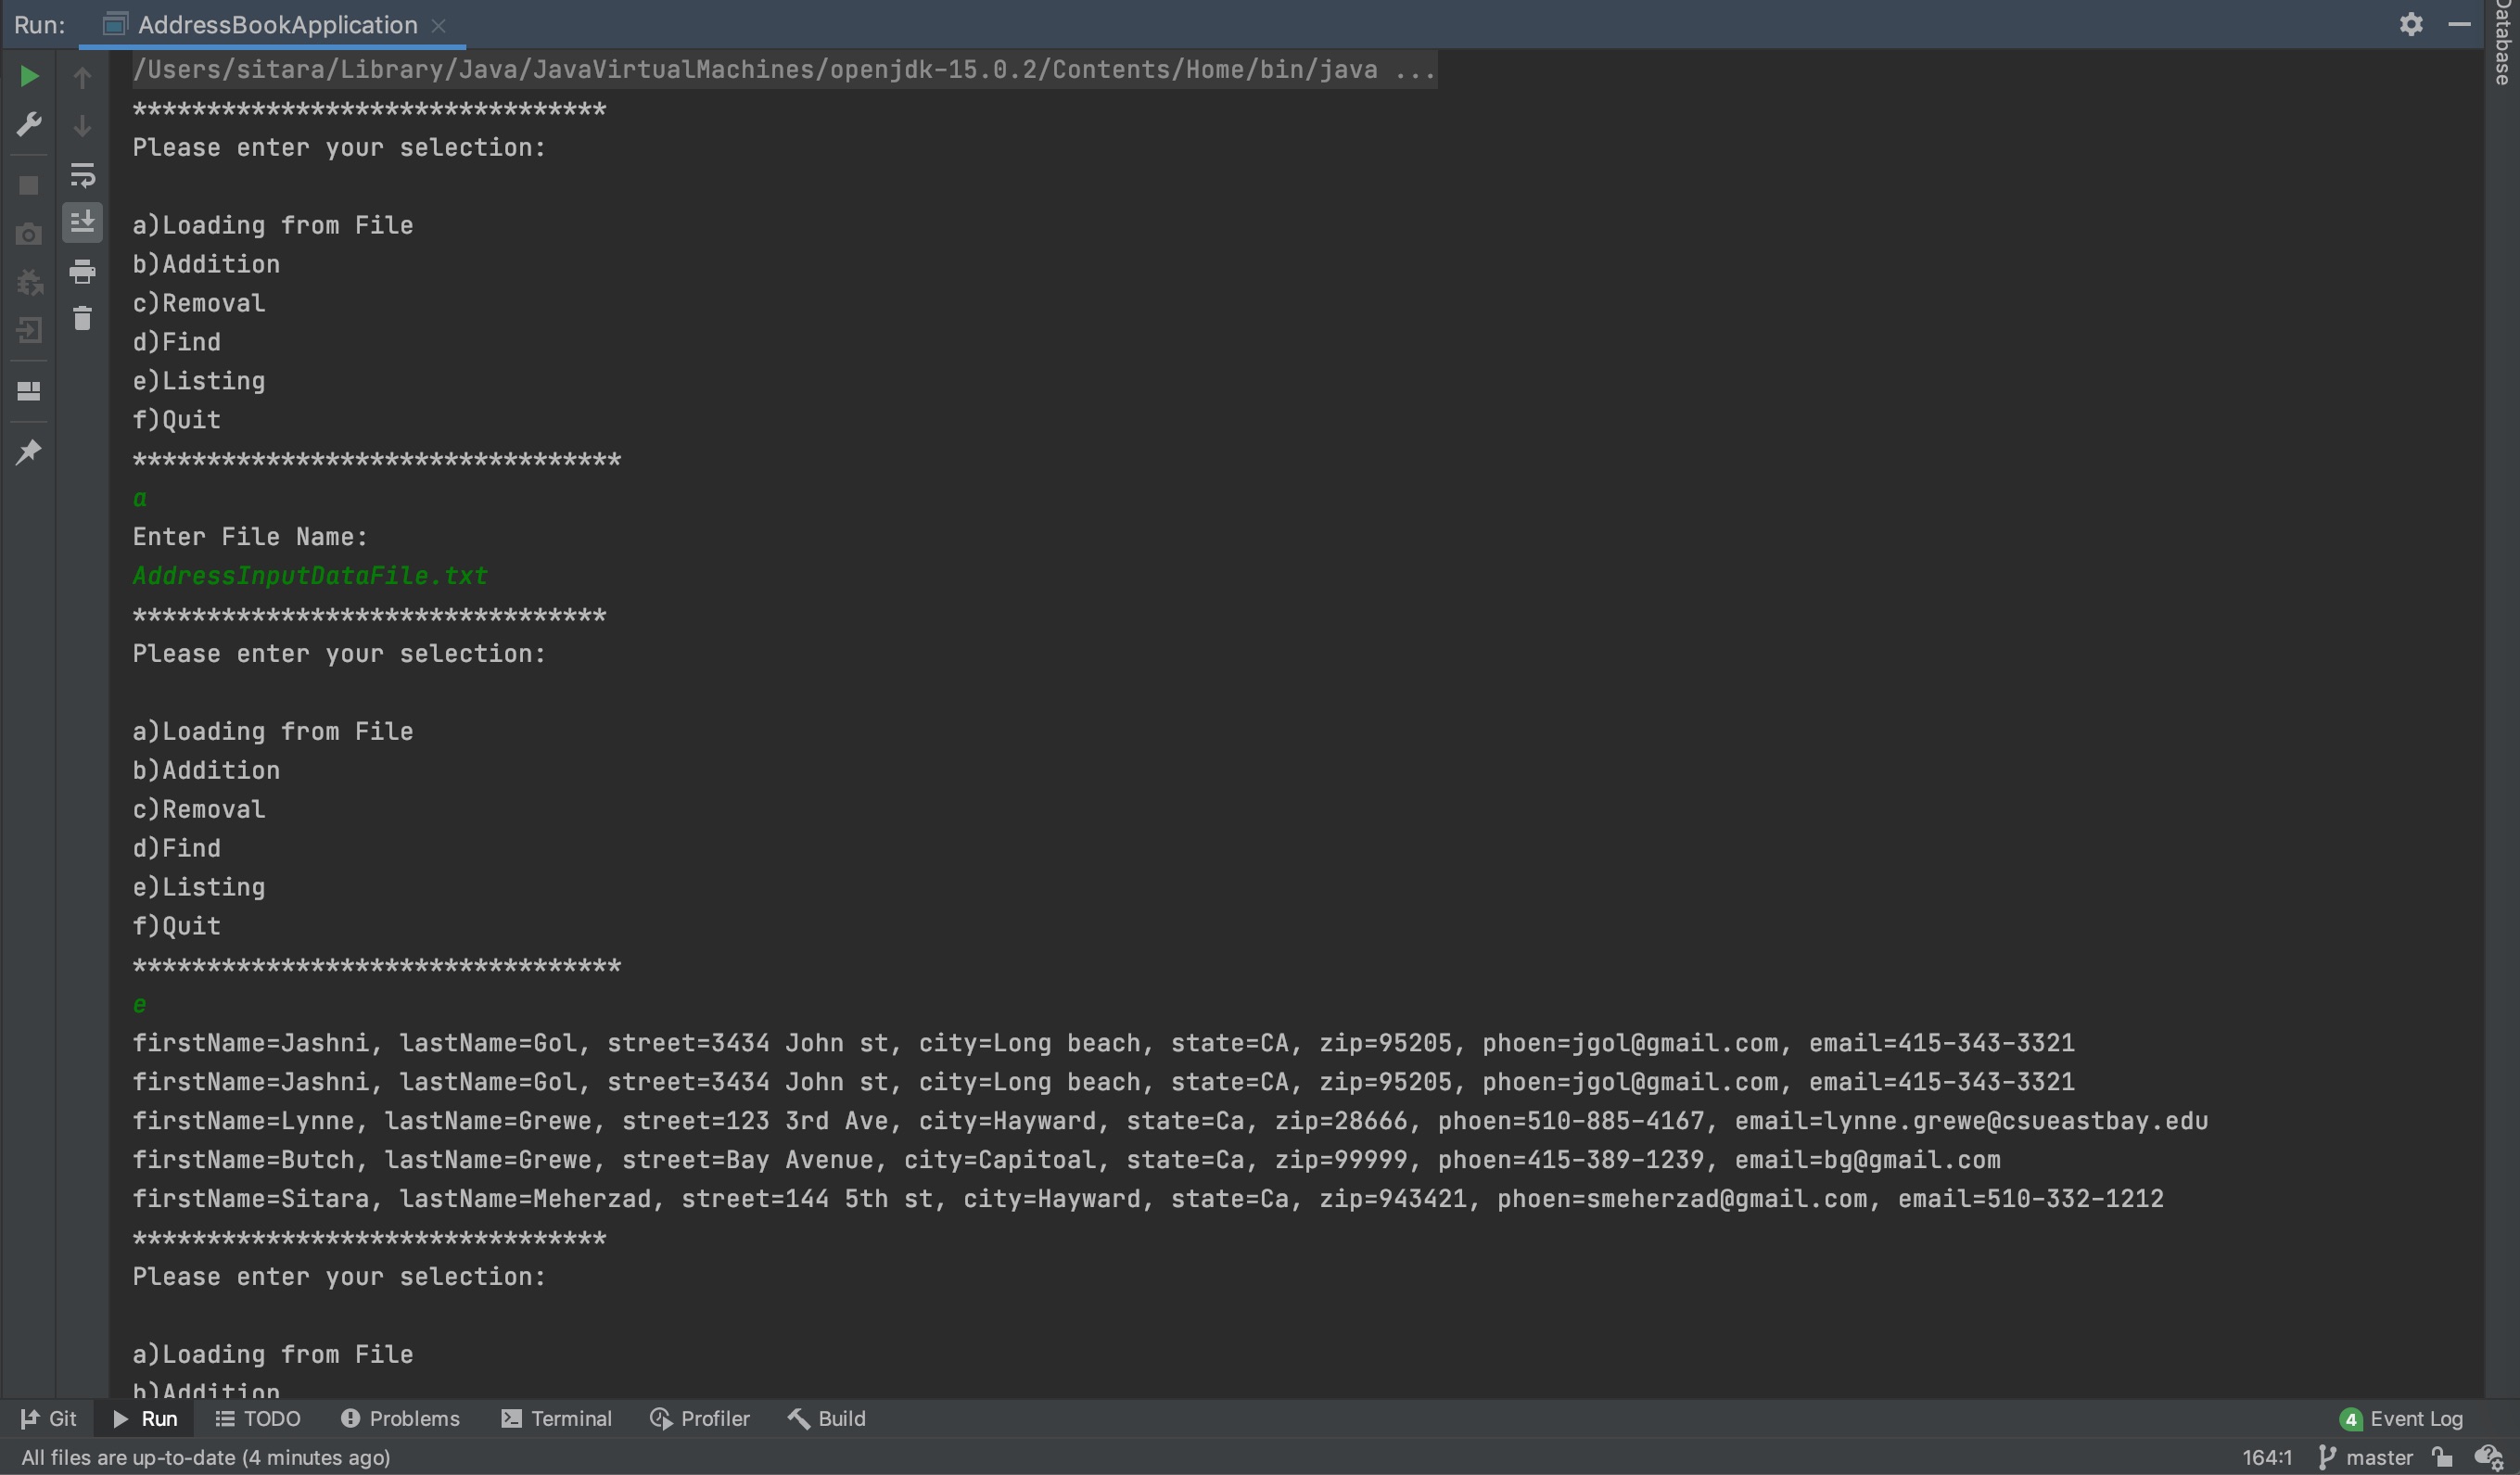 Run: AddressBookApplication
Database
/Users/sitara/Library/Java/JavaVirtualMachines/openjdk-15.0.2/Contents/Home/bin/java ...
********************************
Please enter your selection:
a)Loading from File
b)Addition
c)Removal
d)Find
e)Listing
f)Quit
*********************************
a
Enter File Name:
AddressInputDataFile.txt
********************************
Please enter your selection:
a)Loading from File
b)Addition
c)Removal
d)Find
e)Listing
f)Quit
*********************************
e
firstName=Jashni, lastName=Gol, street=3434 John st, city=Long beach, state=CA, zip=95205, phoen=jgol@gmail.com, email=415-343-3321
firstName=Jashni, lastName=Gol, street=3434 John st, city=Long beach, state=CA, zip=95205, phoen=jgol@gmail.com, email=415-343-3321
firstName=Lynne, lastName=Grewe, street=123 3rd Ave, city=Hayward, state=Ca, zip=28666, phoen=510-885-4167, email=lynne.grewe@csueastbay.edu
firstName=Butch, lastName=Grewe, street=Bay Avenue, city=Capitoal, state=Ca, zip=99999, phoen=415-389-1239, email=bg@gmail.com
firstName=Sitara, lastName=Meherzad, street=144 5th st, city=Hayward, state=Ca, zip=943421, phoen=smeherzad@gmail.com, email=510-332-1212
********************************
Please enter your selection:
a)Loading from File
b)Addition
Git Run TODO Problems Terminal Profiler Build 4 Event Log
All files are up-to-date (4 minutes ago) 164:1 master